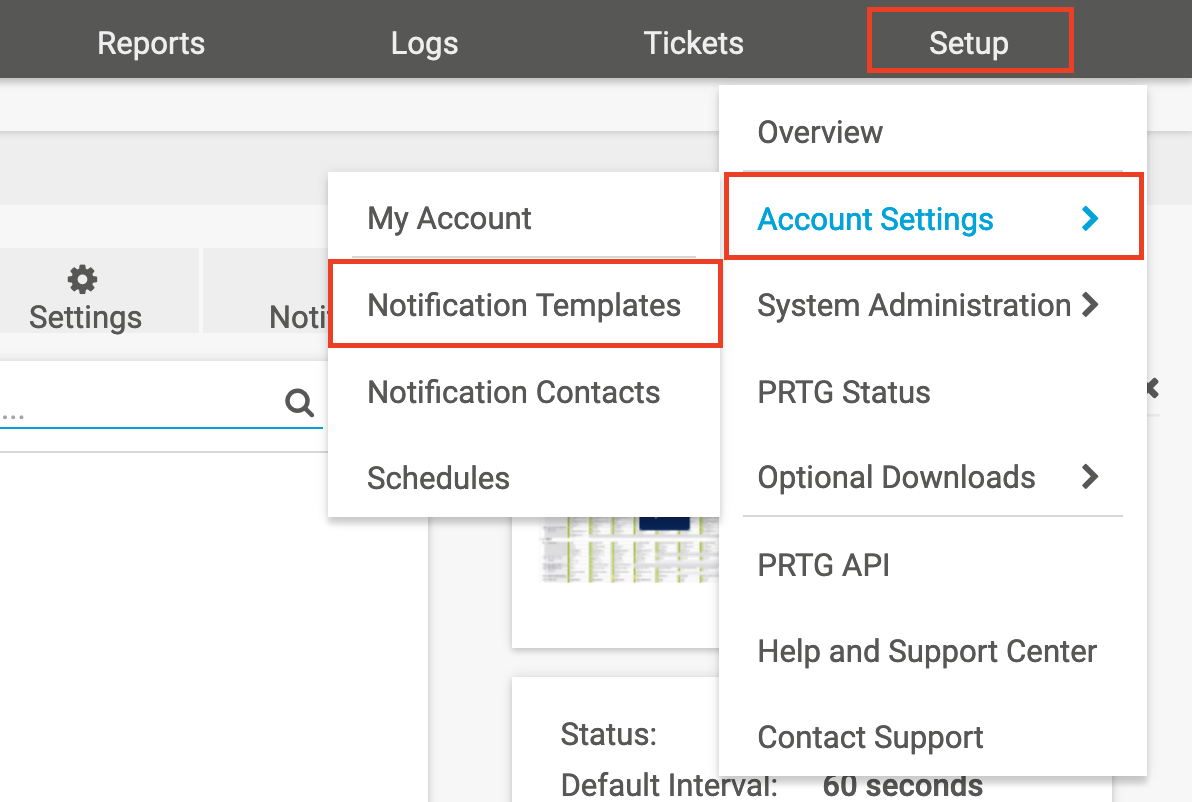 Reports
Logs
Tickets
Setup
Overview
My Account
Account Settings
Settings
Noti
Notification Templates
System Administration
...
Notification Contacts
PRTG Status
Schedules
Optional Downloads
PRTG API
Help and Support Center
Status:
Contact Support
Default Interval: 60 seconds